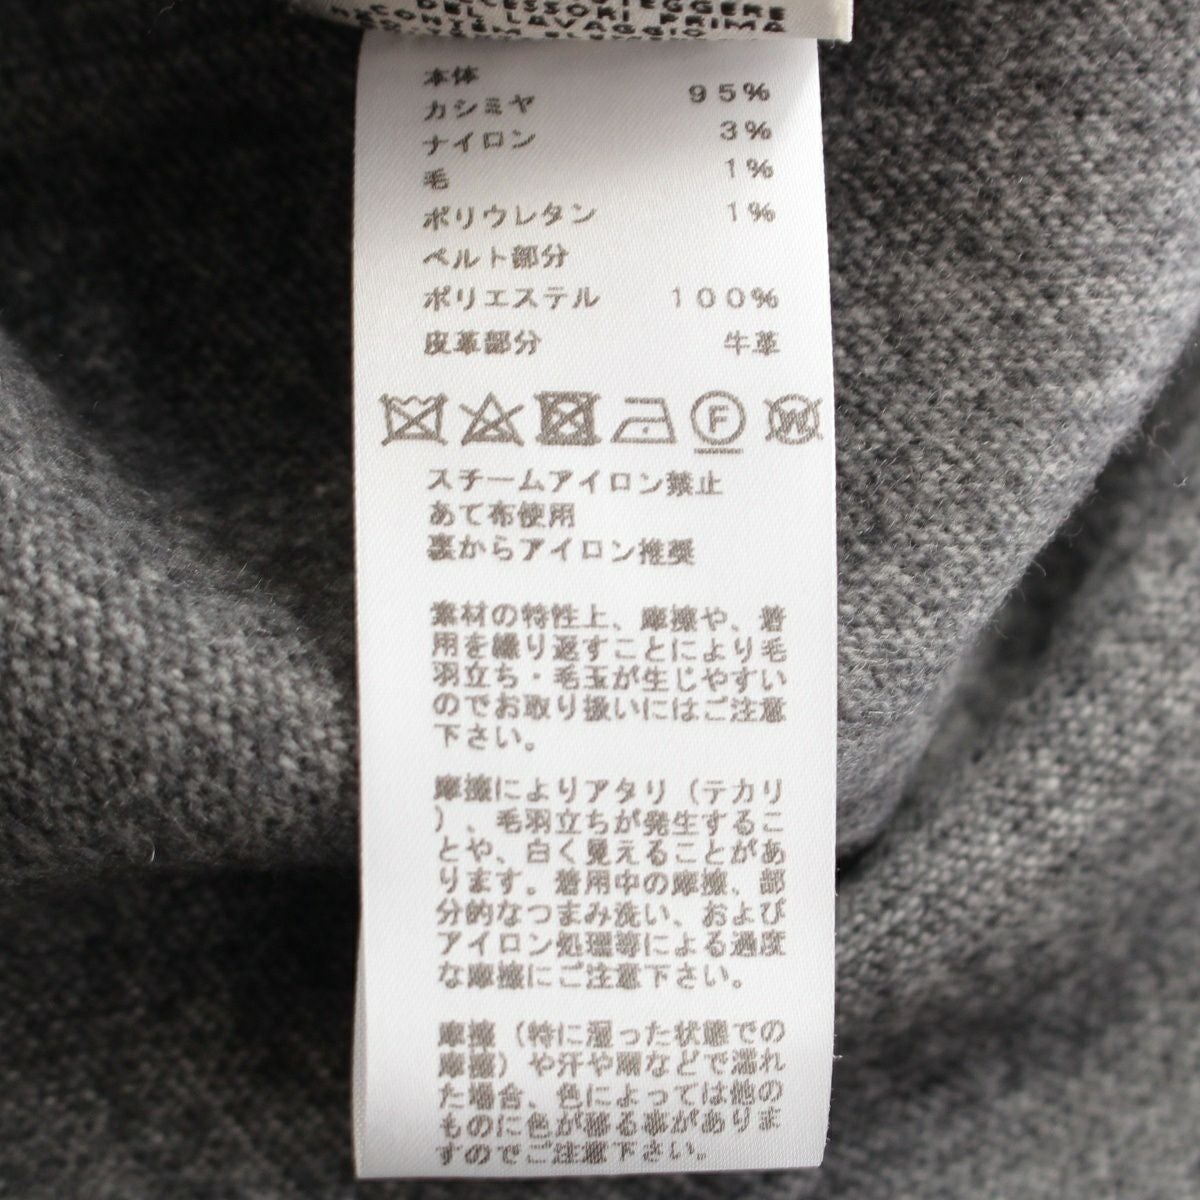 DELL'ACCESSORI PRIMA
本体
カシミヤ 95%
ナイロン 3%
毛 1%
ポリウレタン 1%
ベルト部分
ポリエステル 100%
皮革部分 牛革
F W
スチームアイロン禁止
あて布使用
裏からアイロン推奨
素材の特性上、摩擦や、着
用を繰り返すことにより毛
羽立ち・毛玉が生じやすい
のでお取り扱いにはご注意
下さい。
摩擦によりアタリ（テカリ
）、毛羽立ちが発生するこ
とや、白く見えることがあ
ります。着用中の摩擦、部
分的なつまみ洗い、および
アイロン処理等による過度
な摩擦にご注意下さい。
摩擦（特に湿った状態での
摩擦）や汗や雨などで濡れ
た場合、色によっては他の
ものに色が移る事がありま
すのでご注意下さい。